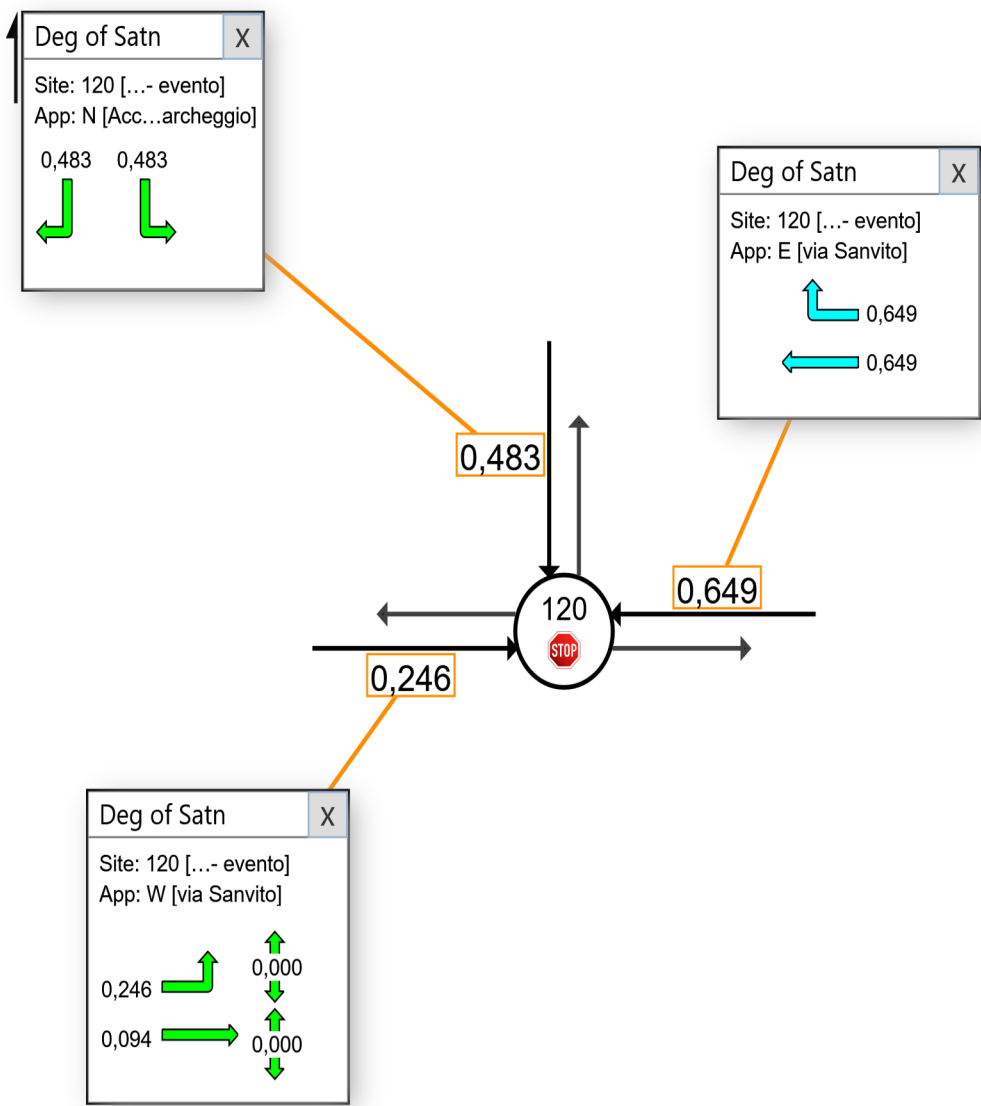 Deg of Satn X
Site: 120 [...- evento]
App: N [Acc...archeggio]
0,483 0,483
Deg of Satn X
Site: 120 [...- evento]
App: E [via Sanvito]
0,649
0,649
0,483
0,649
120
STOP
0,246
Deg of Satn X
Site: 120 [...- evento]
App: W [via Sanvito]
0,246 0,000
0,094 0,000